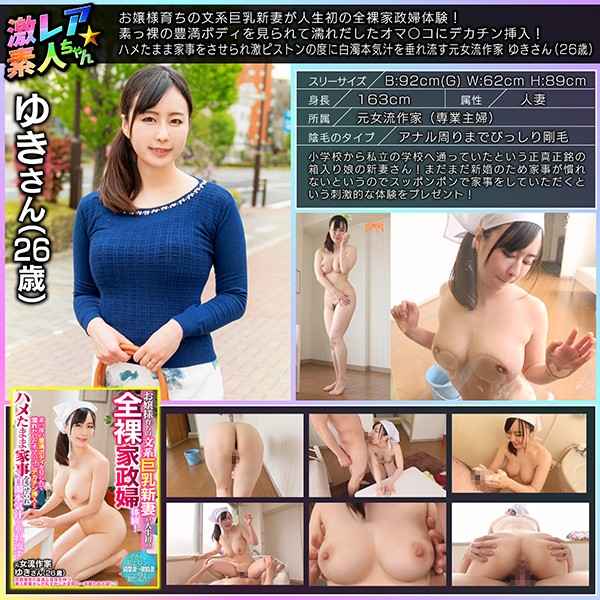 激レア
素人ちゃん
お嬢様育ちの文系巨乳新妻が人生初の全裸家政婦体験！
素っ裸の豊満ボディを見られて濡れだしたオマ〇コにデカチン挿入！
ハメたまま家事をさせられ激ピストンの度に白濁本気汁を垂れ流す元女流作家 ゆきさん(26歳)
スリーサイズ／B:92cm(G) W:62cm H:89cm
身長／163cm 属性／人妻
所属／元女流作家（専業主婦）
陰毛のタイプ／アナル周りまでびっしり剛毛
小学校から私立の学校へ通っていたという正真正銘の
箱入り娘の新妻さん！まだまだ新婚のため家事が慣れ
ないというのでスッポンポンで家事をしていただくと
いう刺激的な体験をプレゼント！
ゆきさん(26歳)
お嬢様育ちの文系巨乳新妻が人生初の
全裸家政婦
ハメたまま家事
元女流作家
ゆきさん(26歳)